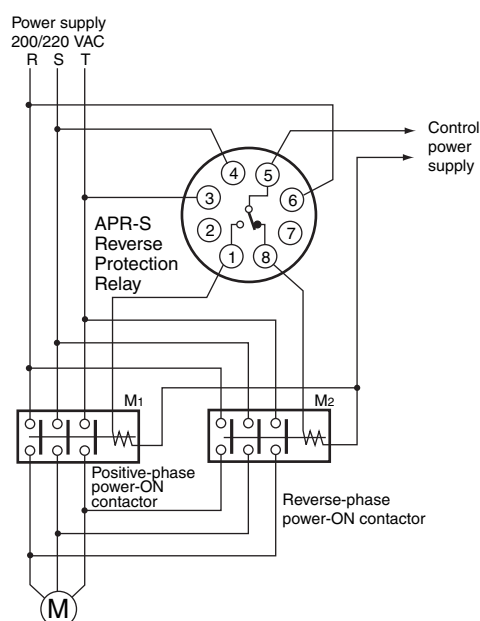 Power supply
200/220 VAC
R S T
Control
power
supply
4 5
3 6
2 7
1 8
APR-S
Reverse
Protection
Relay
M1
M2
Positive-phase
power-ON
contactor
Reverse-phase
power-ON contactor
M